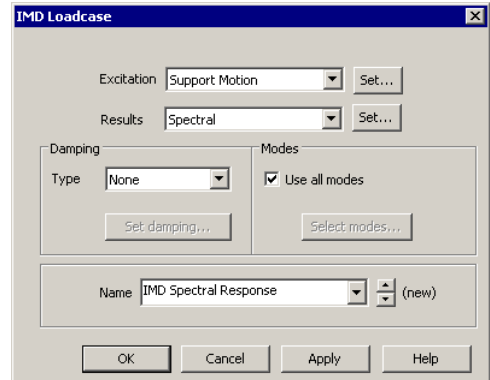 IMD Loadcase
Excitation Support Motion Set...
Results Spectral Set...
Damping Modes
Type None Use all modes
Set damping... Select modes...
Name IMD Spectral Response (new)
OK Cancel Apply Help